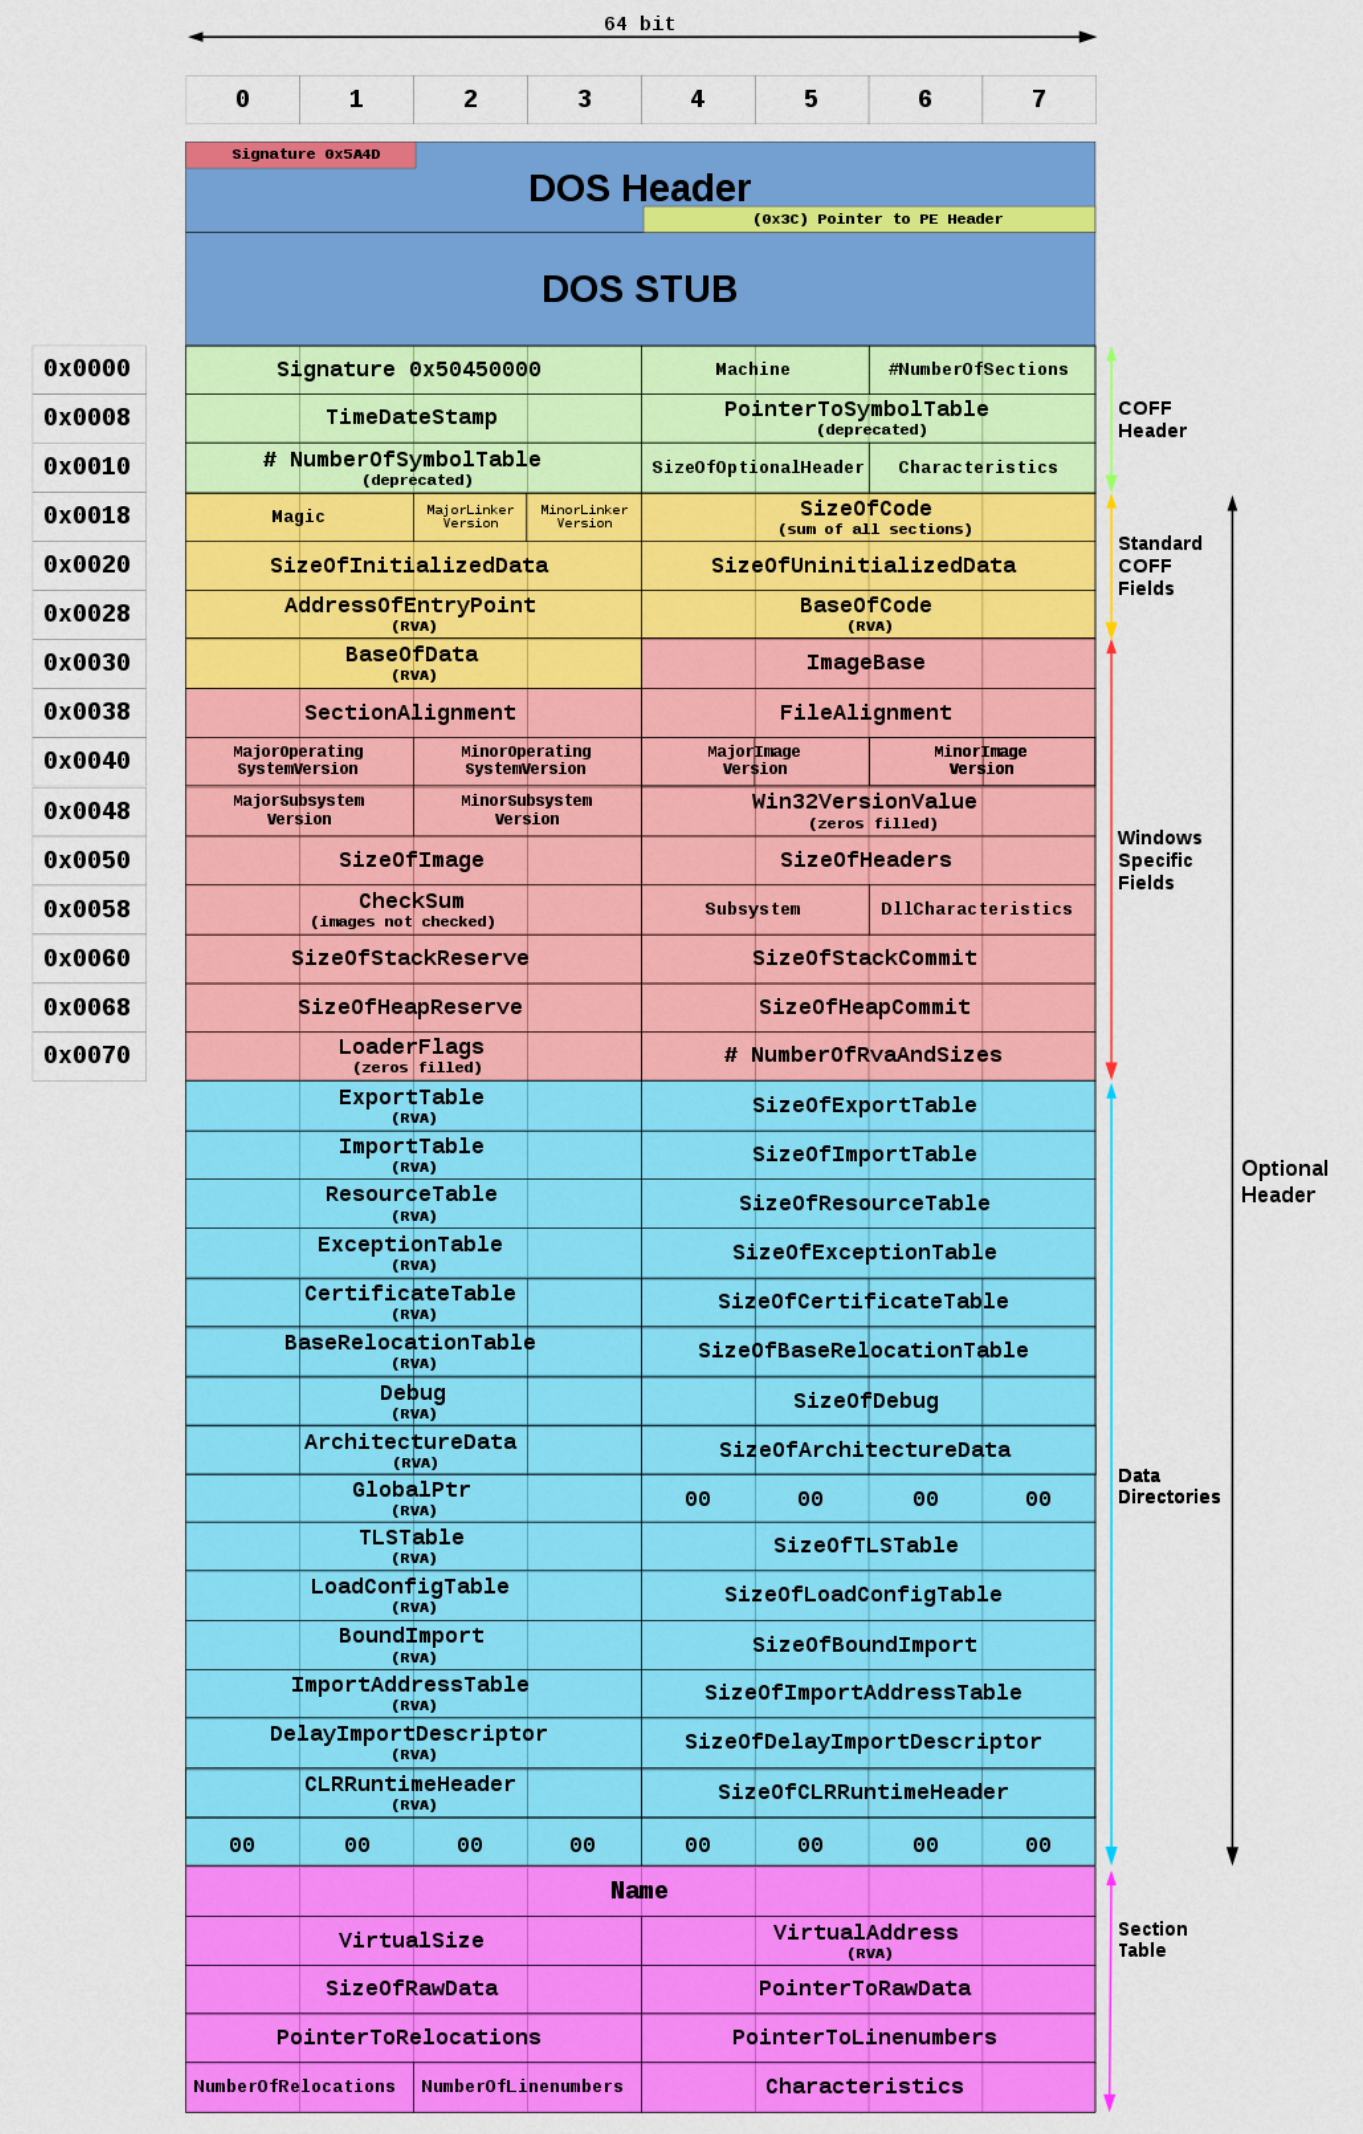 64 bit
0 1 2 3 4 5 6 7
Signature 0x5A4D
DOS Header
(0x3C) Pointer to PE Header
DOS STUB
0x0000 Signature 0x50450000 Machine #NumberOfSections
0x0008 TimeDateStamp PointerToSymbolTable
(deprecated)
COFF
Header
0x0010 # NumberOfSymbolTable SizeOfOptionalHeader Characteristics
(deprecated)
0x0018 Magic MajorLinker MinorLinker SizeOfCode
Version Version (sum of all sections)
Standard
COFF
Fields
0x0020 SizeOfInitializedData SizeOfUninitializedData
0x0028 AddressOfEntryPoint BaseOfCode
(RVA) (RVA)
0x0030 BaseOfData ImageBase
(RVA)
0x0038 SectionAlignment FileAlignment
0x0040 MajorOperating MinorOperating MajorImage MinorImage
SystemVersion SystemVersion Version Version
0x0048 MajorSubsystem MinorSubsystem Win32VersionValue
Version Version (zeros filled)
Windows
Specific
Fields
0x0050 SizeOfImage SizeOfHeaders
0x0058 CheckSum Subsystem DllCharacteristics
(images not checked)
0x0060 SizeOfStackReserve SizeOfStackCommit
0x0068 SizeOfHeapReserve SizeOfHeapCommit
0x0070 LoaderFlags # NumberOfRvaAndSizes
(zeros filled)
ExportTable SizeOfExportTable
(RVA)
ImportTable SizeOfImportTable
(RVA)
Optional
Header
ResourceTable SizeOfResourceTable
(RVA)
ExceptionTable SizeOfExceptionTable
(RVA)
CertificateTable SizeOfCertificateTable
(RVA)
BaseRelocationTable SizeOfBaseRelocationTable
(RVA)
Debug SizeOfDebug
(RVA)
ArchitectureData SizeOfArchitectureData
(RVA)
Data
Directories
GlobalPtr 00 00 00 00
(RVA)
TLSTable SizeOfTLSTable
(RVA)
LoadConfigTable SizeOfLoadConfigTable
(RVA)
BoundImport SizeOfBoundImport
(RVA)
ImportAddressTable SizeOfImportAddressTable
(RVA)
DelayImportDescriptor SizeOfDelayImportDescriptor
(RVA)
CLRRuntimeHeader SizeOfCLRRuntimeHeader
(RVA)
00 00 00 00 00 00 00 00
Name
VirtualSize VirtualAddress
(RVA)
Section
Table
SizeOfRawData PointerToRawData
PointerToRelocations PointerToLinenumbers
NumberOfRelocations NumberOfLinenumbers Characteristics